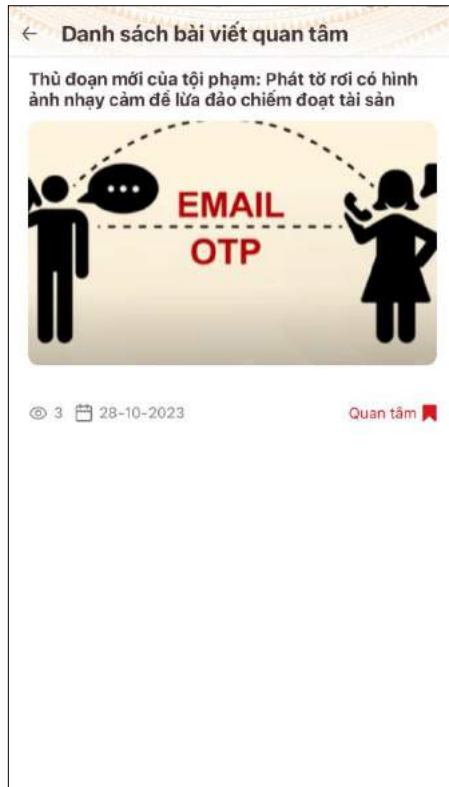 Danh sách bài viết quan tâm
Thủ đoạn mới của tội phạm: Phát tờ rơi có hình
ảnh nhạy cảm để lừa đảo chiếm đoạt tài sản
EMAIL
OTP
3 28-10-2023 Quan tâm